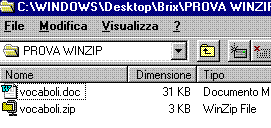 C:\WINDOWS\Desktop\Brix\PROVA WINZIP
File Modifica Visualizza ?
PROVA WINZIP
Nome Dimensione Tipo
vocaboli.doc 31 KB Documento M
vocaboli.zip 3 KB WinZip File